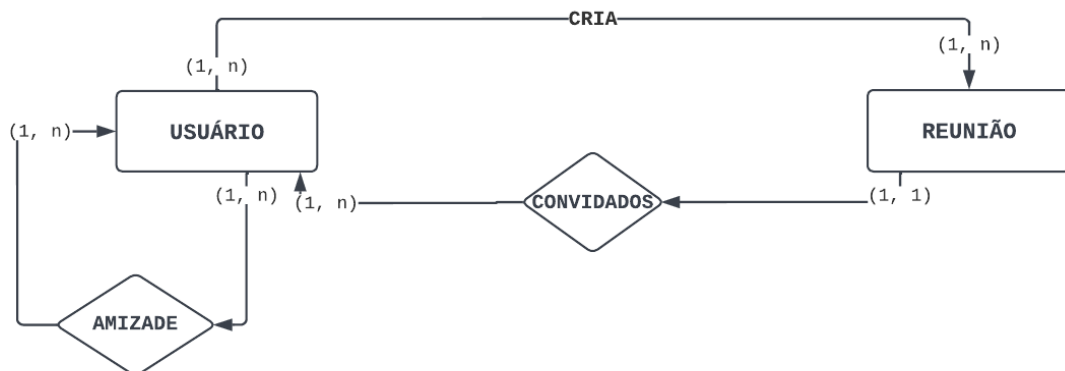 CRIA
(1, n)
(1, n)
USUÁRIO
REUNIÃO
(1, n)
(1, n)
(1, n)
CONVIDADOS
(1, 1)
AMIZADE